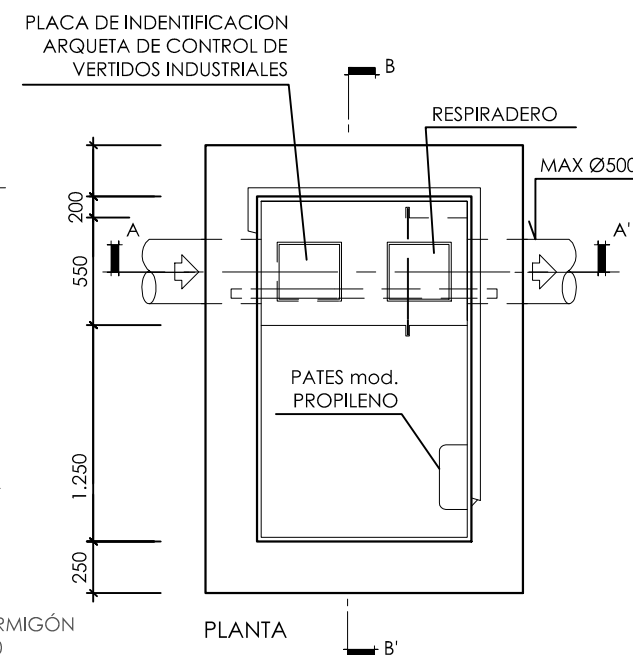 PLACA DE INDENTIFICACION
ARQUETA DE CONTROL DE
VERTIDOS INDUSTRIALES
B
RESPIRADERO
MAX Ø500
200
A
A'
550
PATES mod.
PROPILENO
1.250
250
RMIGÓN
PLANTA
B'